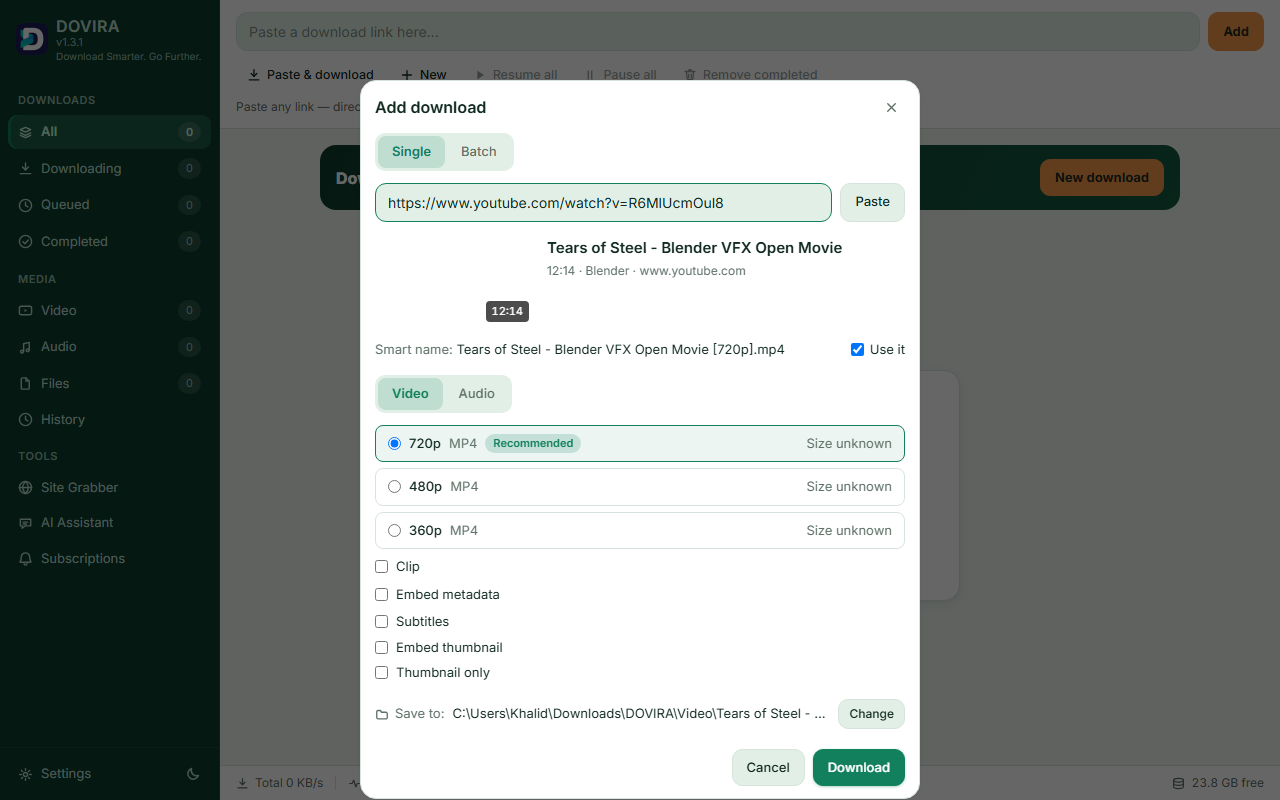 DOVIRA
v1.3.1
Download Smarter. Go Further.
DOWNLOADS
All 0
Downloading 0
Queued 0
Completed 0
MEDIA
Video 0
Audio 0
Files 0
History
TOOLS
Site Grabber
AI Assistant
Subscriptions
Settings
Paste a download link here...
Add
Paste & download New Resume all Pause all Remove completed
Paste any link — direc
New download
Add download
Single Batch
https://www.youtube.com/watch?v=R6MlUcmOul8
Paste
Tears of Steel - Blender VFX Open Movie
12:14 · Blender · www.youtube.com
12:14
Smart name: Tears of Steel - Blender VFX Open Movie [720p].mp4 Use it
Video Audio
720p MP4 Recommended Size unknown
480p MP4 Size unknown
360p MP4 Size unknown
Clip
Embed metadata
Subtitles
Embed thumbnail
Thumbnail only
Save to: C:\Users\Khalid\Downloads\DOVIRA\Video\Tears of Steel - ... Change
Cancel Download
Total 0 KB/s
23.8 GB free